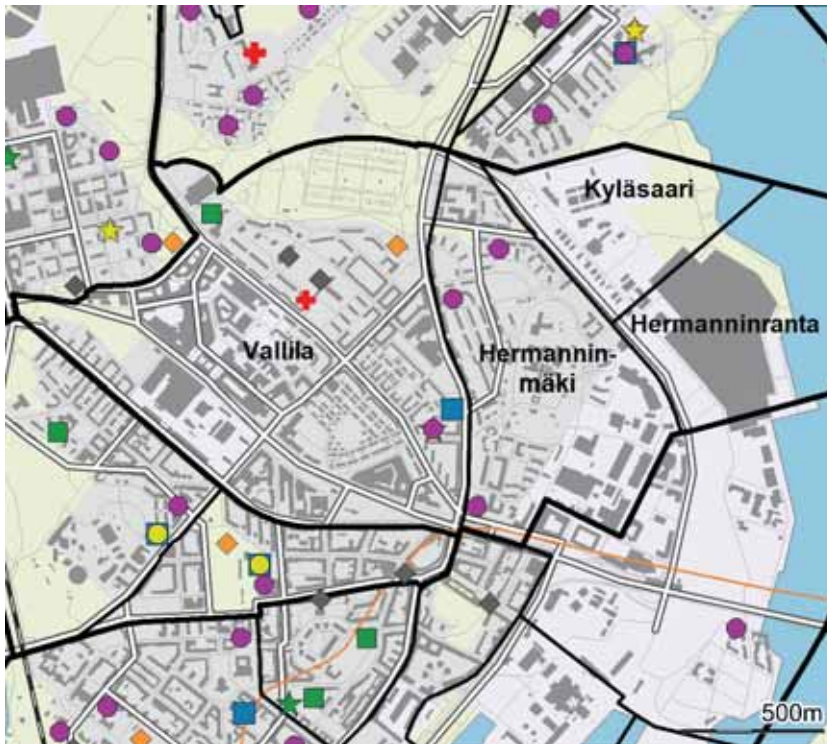 Kyläsaari
Hermanninranta
Vallila
Hermannin-
mäki
500m